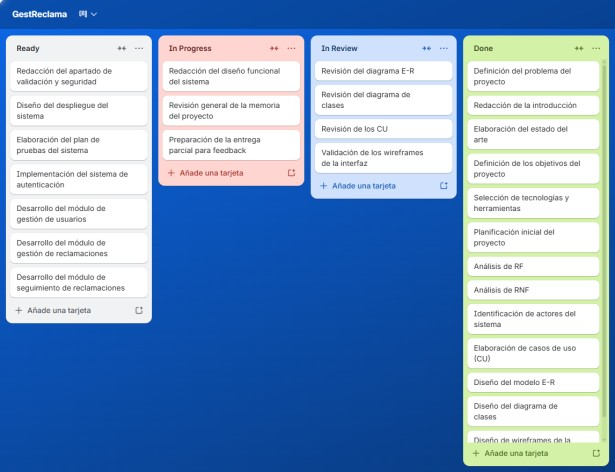 GestReclama
Ready
Redacción del apartado de
validación y seguridad
Diseño del despliegue del
sistema
Elaboración del plan de
pruebas del sistema
Implementación del sistema de
autenticación
Desarrollo del módulo de
gestión de usuarios
Desarrollo del módulo de
gestión de reclamaciones
Desarrollo del módulo de
seguimiento de reclamaciones
+ Añade una tarjeta
In Progress
Redacción del diseño funcional
del sistema
Revisión general de la memoria
del proyecto
Preparación de la entrega
parcial para feedback
+ Añade una tarjeta
In Review
Revisión del diagrama E-R
Revisión del diagrama de
clases
Revisión de los CU
Validación de los wireframes
de la interfaz
+ Añade una tarjeta
Done
Definición del problema del
proyecto
Redacción de la introducción
Elaboración del estado del
arte
Definición de los objetivos del
proyecto
Selección de tecnologías y
herramientas
Planificación inicial del
proyecto
Análisis de RF
Análisis de RNF
Identificación de actores del
sistema
Elaboración de casos de uso
(CU)
Diseño del modelo E-R
Diseño del diagrama de
clases
Diseño de wireframes de la
+ Añade una tarjeta